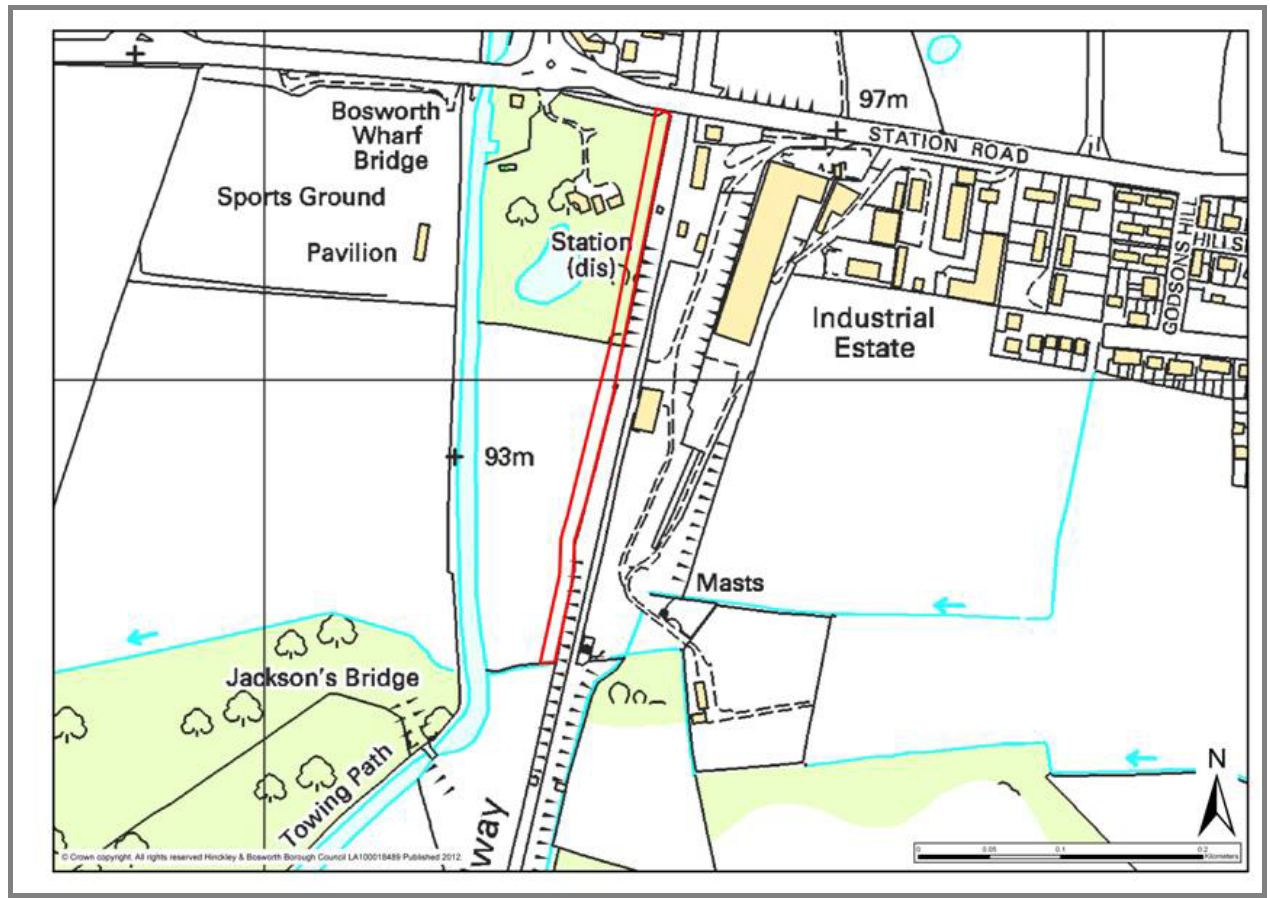 97m
STATION ROAD
Bosworth
Wharf
Bridge
Sports Ground
Pavilion
Station
(dis)
GODSONS HILL
HILLS
Industrial
Estate
93m
Masts
Jackson's Bridge
Towing Path
way
N
0 0.05 0.1 0.2
Kilometers
© Crown copyright. All rights reserved Hinckley & Bosworth Borough Council LA100018489 Published 2012.